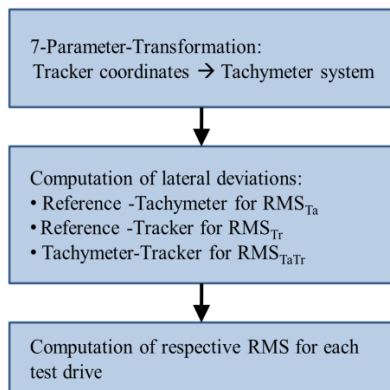 7-Parameter-Transformation:
Tracker coordinates → Tachymeter system
Computation of lateral deviations:
• Reference -Tachymeter for RMS_Ta
• Reference -Tracker for RMS_Tr
• Tachymeter-Tracker for RMS_TaTr
Computation of respective RMS for each
test drive